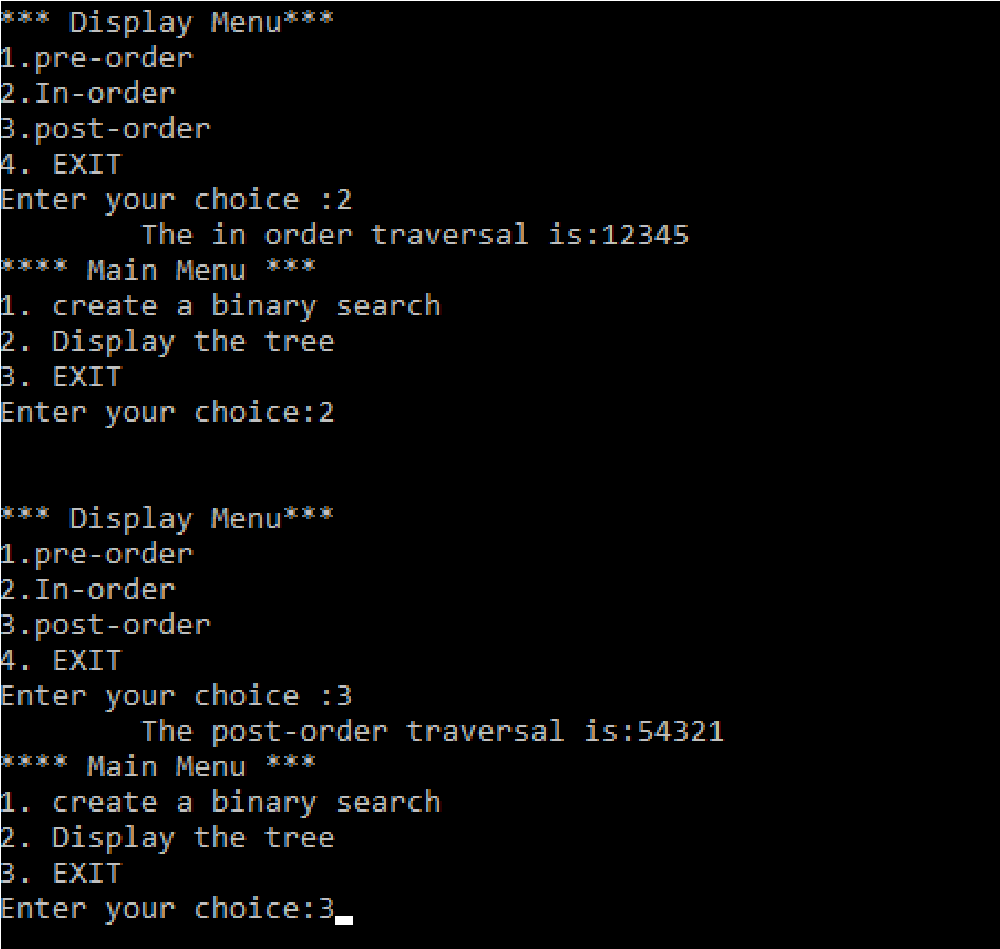 *** Display Menu***
1.pre-order
2.In-order
3.post-order
4. EXIT
Enter your choice :2
        The in order traversal is:12345
**** Main Menu ***
1. create a binary search
2. Display the tree
3. EXIT
Enter your choice:2
*** Display Menu***
1.pre-order
2.In-order
3.post-order
4. EXIT
Enter your choice :3
        The post-order traversal is:54321
**** Main Menu ***
1. create a binary search
2. Display the tree
3. EXIT
Enter your choice:3